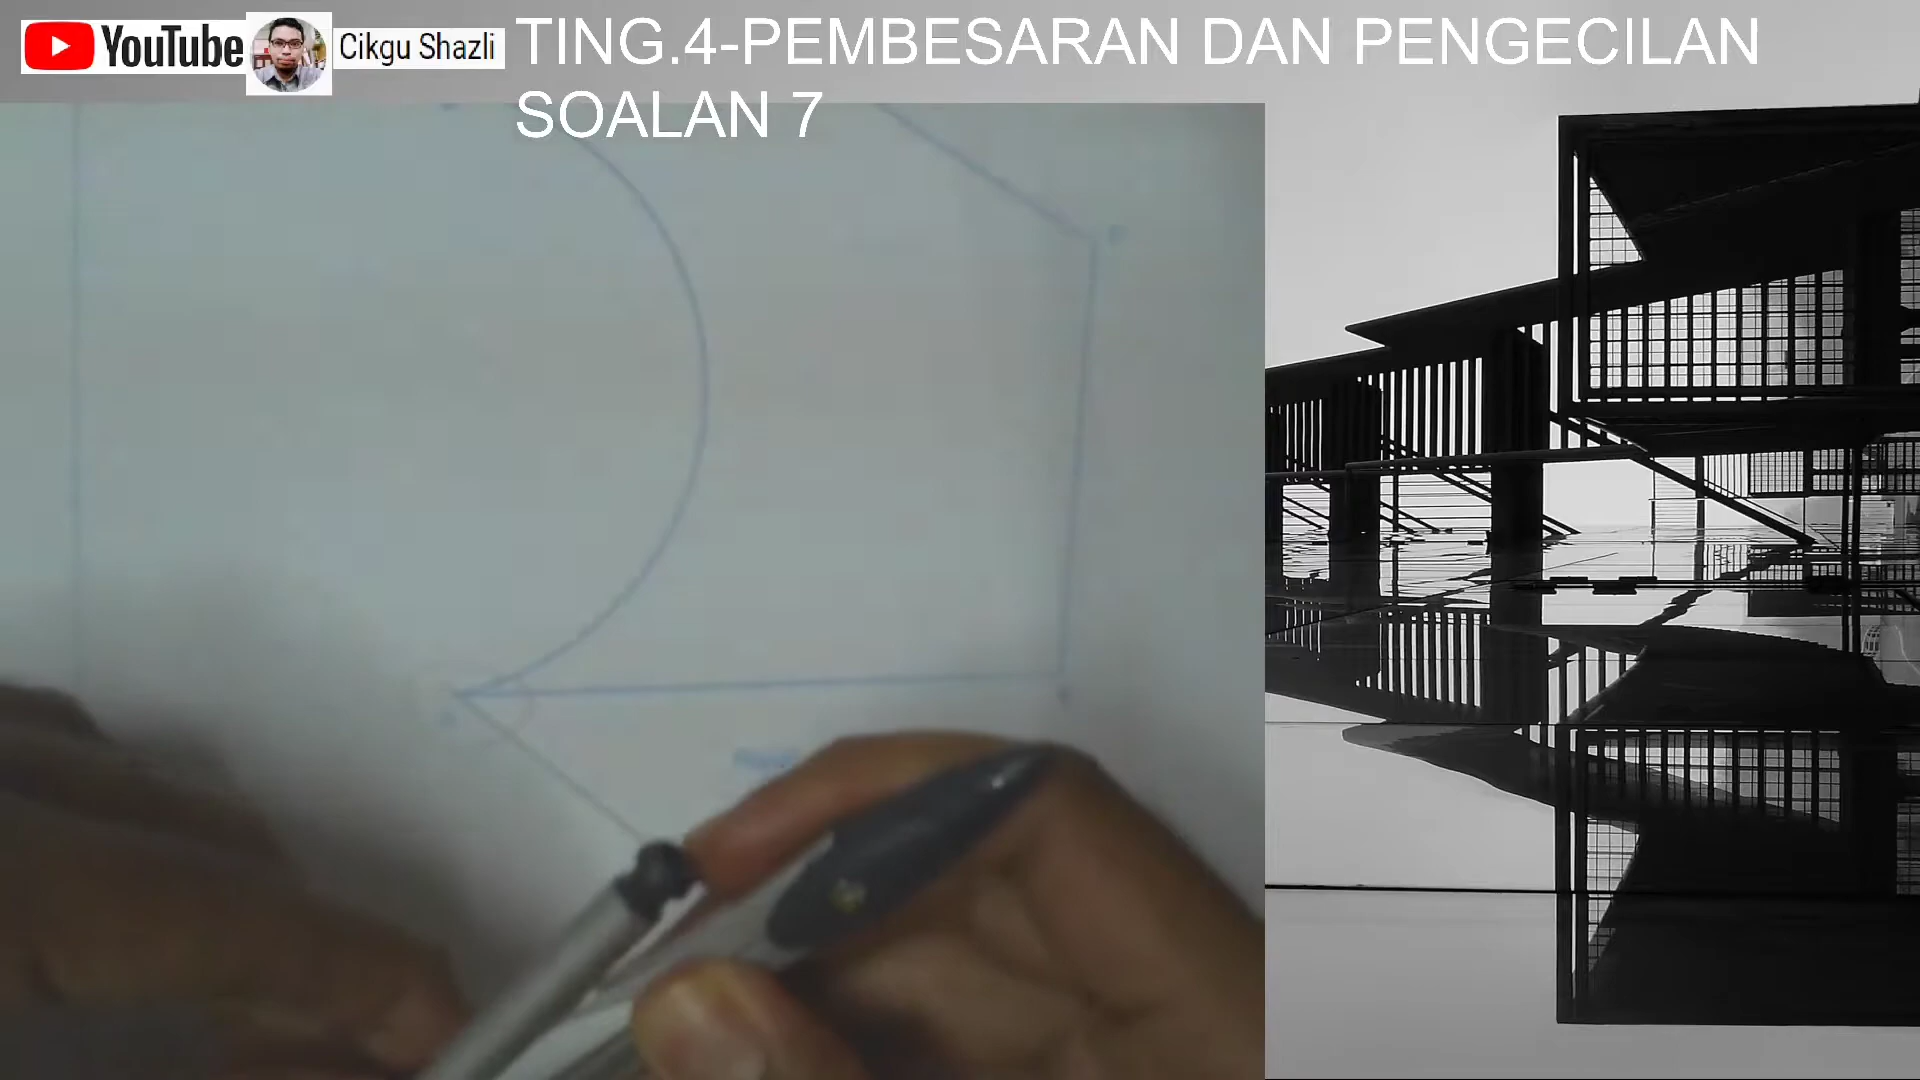 YouTube
Cikgu Shazli
TING.4-PEMBESARAN DAN PENGECILAN
SOALAN 7